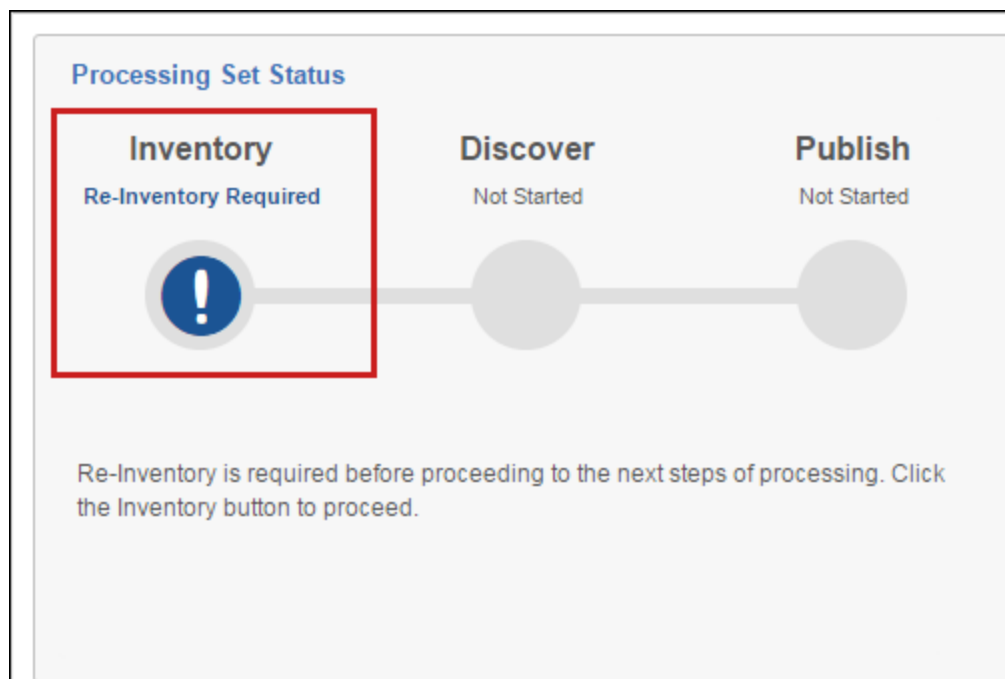 Processing Set Status
Inventory Discover Publish
Re-Inventory Required Not Started Not Started
!
Re-Inventory is required before proceeding to the next steps of processing. Click
the Inventory button to proceed.